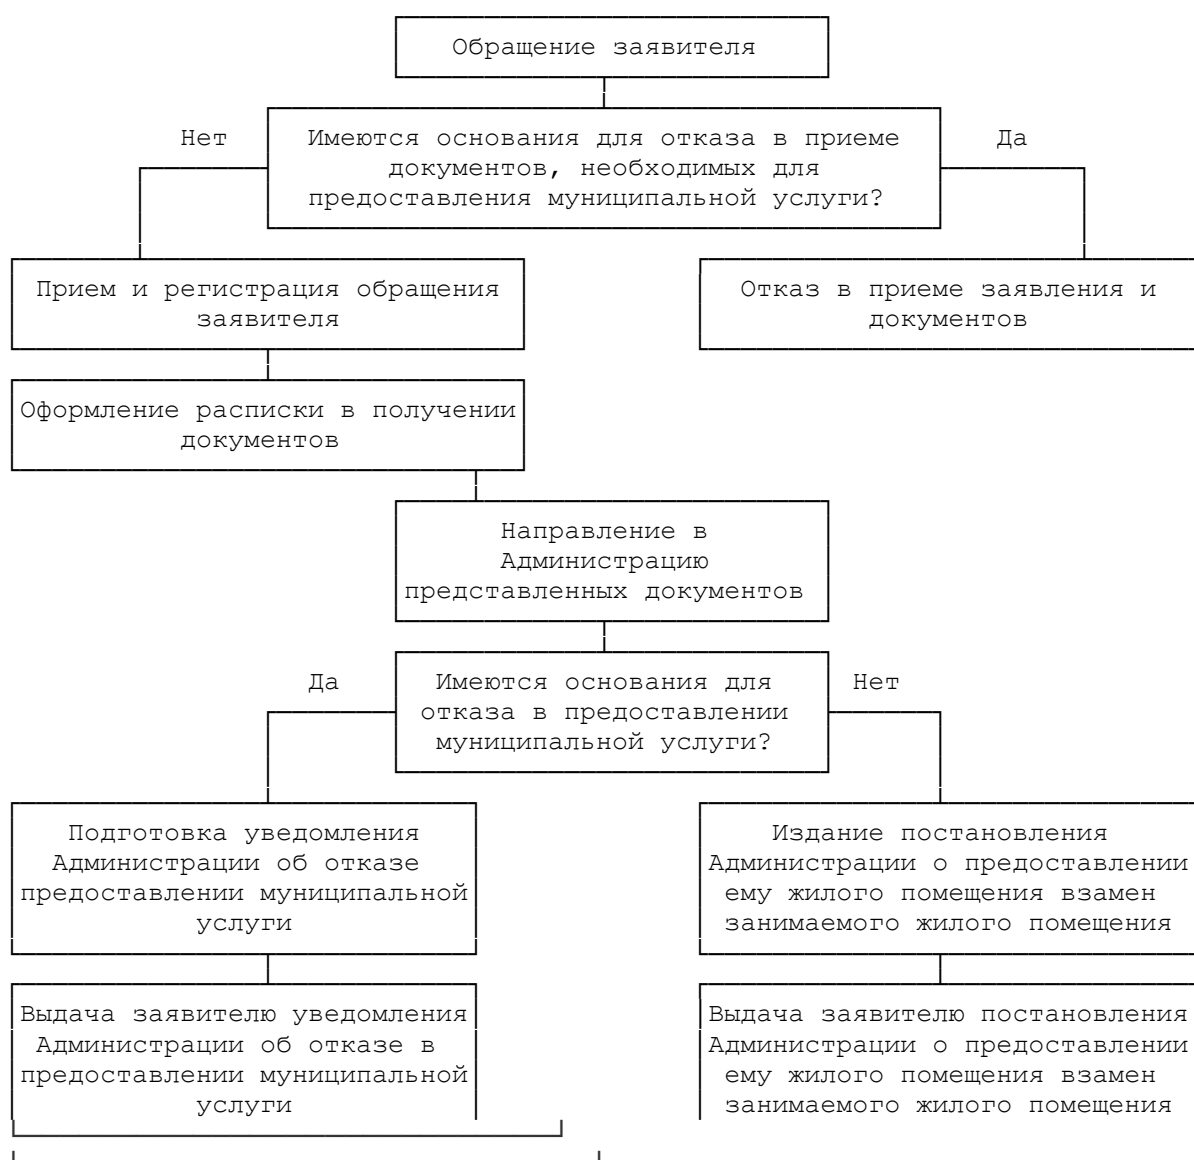 Обращение заявителя
Нет
Имеются основания для отказа в приеме
документов, необходимых для
предоставления муниципальной услуги?
Да
Прием и регистрация обращения
заявителя
Отказ в приеме заявления и
документов
Оформление расписки в получении
документов
Направление в
Администрацию
представленных документов
Да
Имеются основания для
отказа в предоставлении
муниципальной услуги?
Нет
Подготовка уведомления
Администрации об отказе
предоставлении муниципальной
услуги
Издание постановления
Администрации о предоставлении
ему жилого помещения взамен
занимаемого жилого помещения
Выдача заявителю уведомления
Администрации об отказе в
предоставлении муниципальной
услуги
Выдача заявителю постановления
Администрации о предоставлении
ему жилого помещения взамен
занимаемого жилого помещения